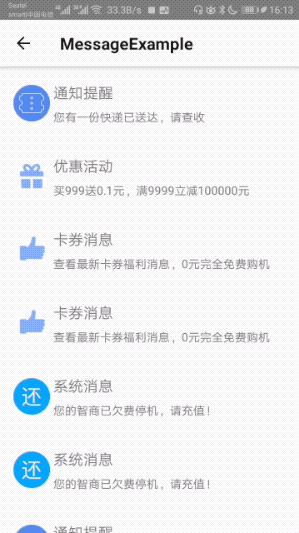 Sextel
smart中国电信
33.3B/s
16:13
MessageExample
通知提醒
您有一份快递已送达，请查收
优惠活动
买999送0.1元，满9999立减100000元
卡券消息
查看最新卡券福利消息，0元完全免费购机
卡券消息
查看最新卡券福利消息，0元完全免费购机
还
系统消息
您的智商已欠费停机，请充值！
还
系统消息
您的智商已欠费停机，请充值！
通知提醒